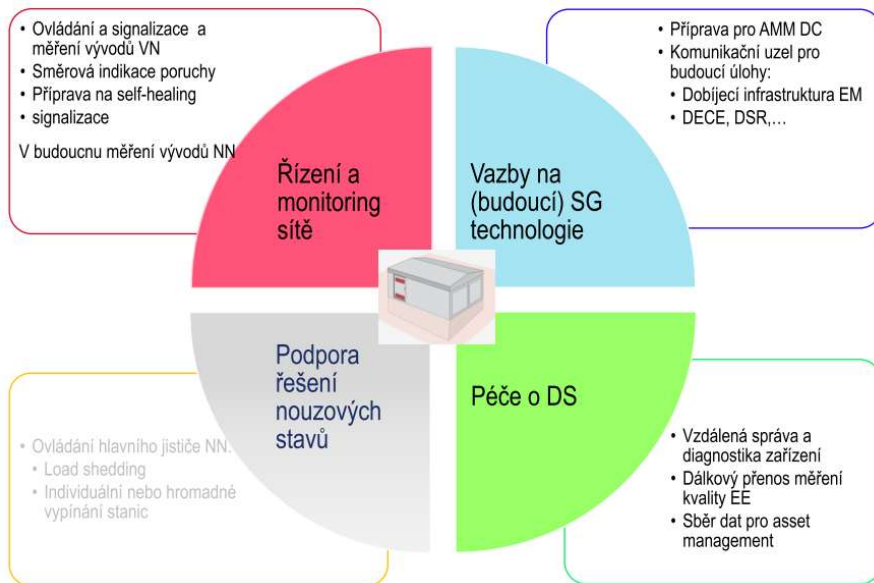 • Ovládání a signalizace a
měření vývodů VN
• Směrová indikace poruchy
• Příprava na self-healing
• signalizace
V budoucnu měření vývodů NN
Řízení a
monitoring
sítě
• Příprava pro AMM DC
• Komunikační uzel pro
budoucí úlohy:
• Dobíjecí infrastruktura EM
• DECE, DSR,...
Vazby na
(budoucí) SG
technologie
Podpora
řešení
nouzových
stavů
• Ovládání hlavního jističe NN:
• Load shedding
• Individuální nebo hromadné
vypínání stanic
Péče o DS
• Vzdálená správa a
diagnostika zařízení
• Dálkový přenos měření
kvality EE
• Sběr dat pro asset
management